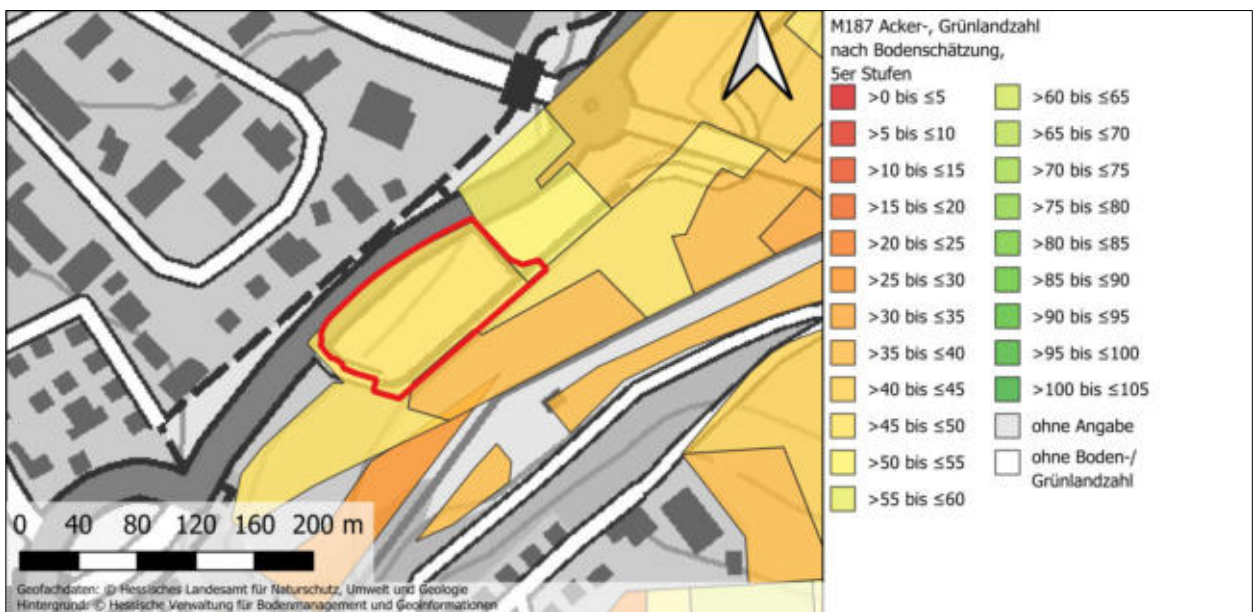 M187 Acker-, Grünlandzahl
nach Bodenschätzung,
5er Stufen
>0 bis ≤5
>5 bis ≤10
>10 bis ≤15
>15 bis ≤20
>20 bis ≤25
>25 bis ≤30
>30 bis ≤35
>35 bis ≤40
>40 bis ≤45
>45 bis ≤50
>50 bis ≤55
>55 bis ≤60
>60 bis ≤65
>65 bis ≤70
>70 bis ≤75
>75 bis ≤80
>80 bis ≤85
>85 bis ≤90
>90 bis ≤95
>95 bis ≤100
>100 bis ≤105
ohne Angabe
ohne Boden-/
Grünlandzahl
0 40 80 120 160 200 m
Geofachdaten: © Hessisches Landesamt für Naturschutz, Umwelt und Geologie
Hintergrund: © Hessische Verwaltung für Bodenmanagement und Geoinformationen